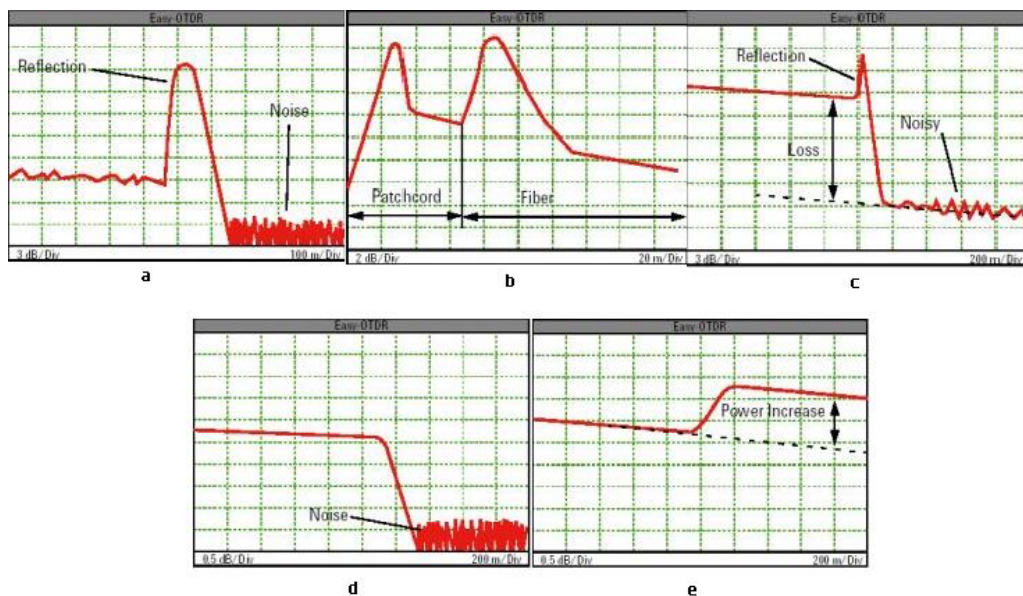 Easy-OTDR
Reflection
Noise
3 dB/Div
100 m/Div
a
Easy-OTDR
Patchcord
Fiber
2 dB/Div
20 m/Div
b
Easy-OTDR
Reflection
Noisy
Loss
3 dB/Div
200 m/Div
c
Easy-OTDR
Noise
0.5 dB/Div
200 m/Div
d
Easy-OTDR
Power Increase
0.5 dB/Div
200 m/Div
e